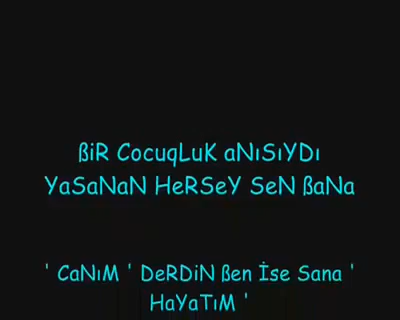 ßiR CocuqLuK aNıSıYDı
YaSaNaN HeRSeY SeN ßaNa
' CaNıM ' DeRDiN ßen İse Sana '
HaYaTıM '